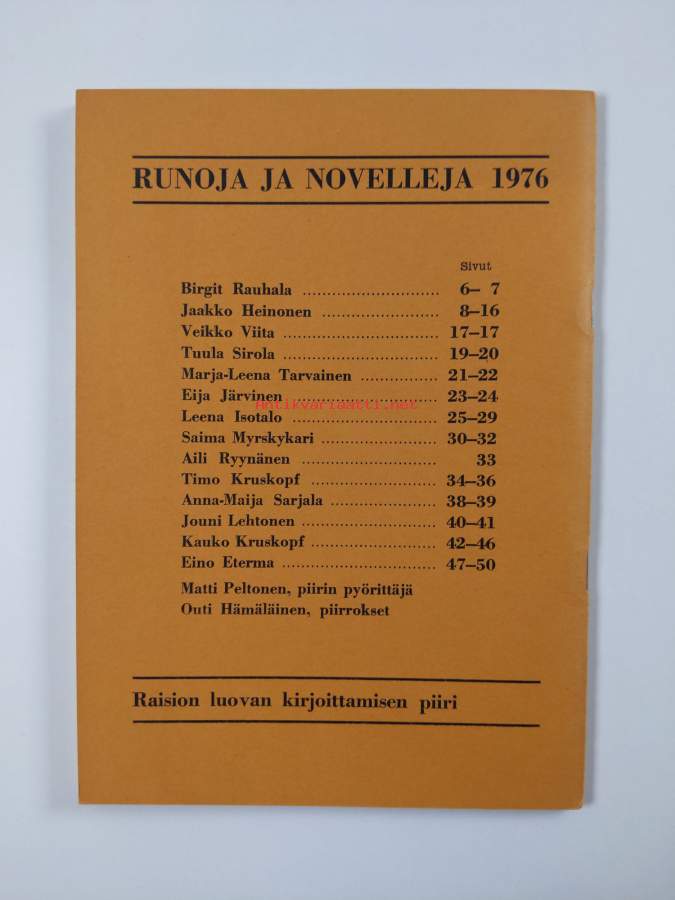 RUNOJA JA NOVELLEJA 1976
Sivut
Birgit Rauhala ........................... 6– 7
Jaakko Heinonen ....................... 8–16
Veikko Viita ............................... 17–17
Tuula Sirola ............................... 19–20
Marja-Leena Tarvainen ............... 21–22
Eija Järvinen ............................. 23–24
Antikvariaatti.net
Leena Isotalo ............................. 25–29
Saima Myrskykari ....................... 30–32
Aili Ryynänen ............................ 33
Timo Kruskopf ........................... 34–36
Anna-Maija Sarjala ..................... 38–39
Jouni Lehtonen ........................... 40–41
Kauko Kruskopf ......................... 42–46
Eino Eterma ............................... 47–50
Matti Peltonen, piirin pyörittäjä
Outi Hämäläinen, piirrokset
Raision luovan kirjoittamisen piiri